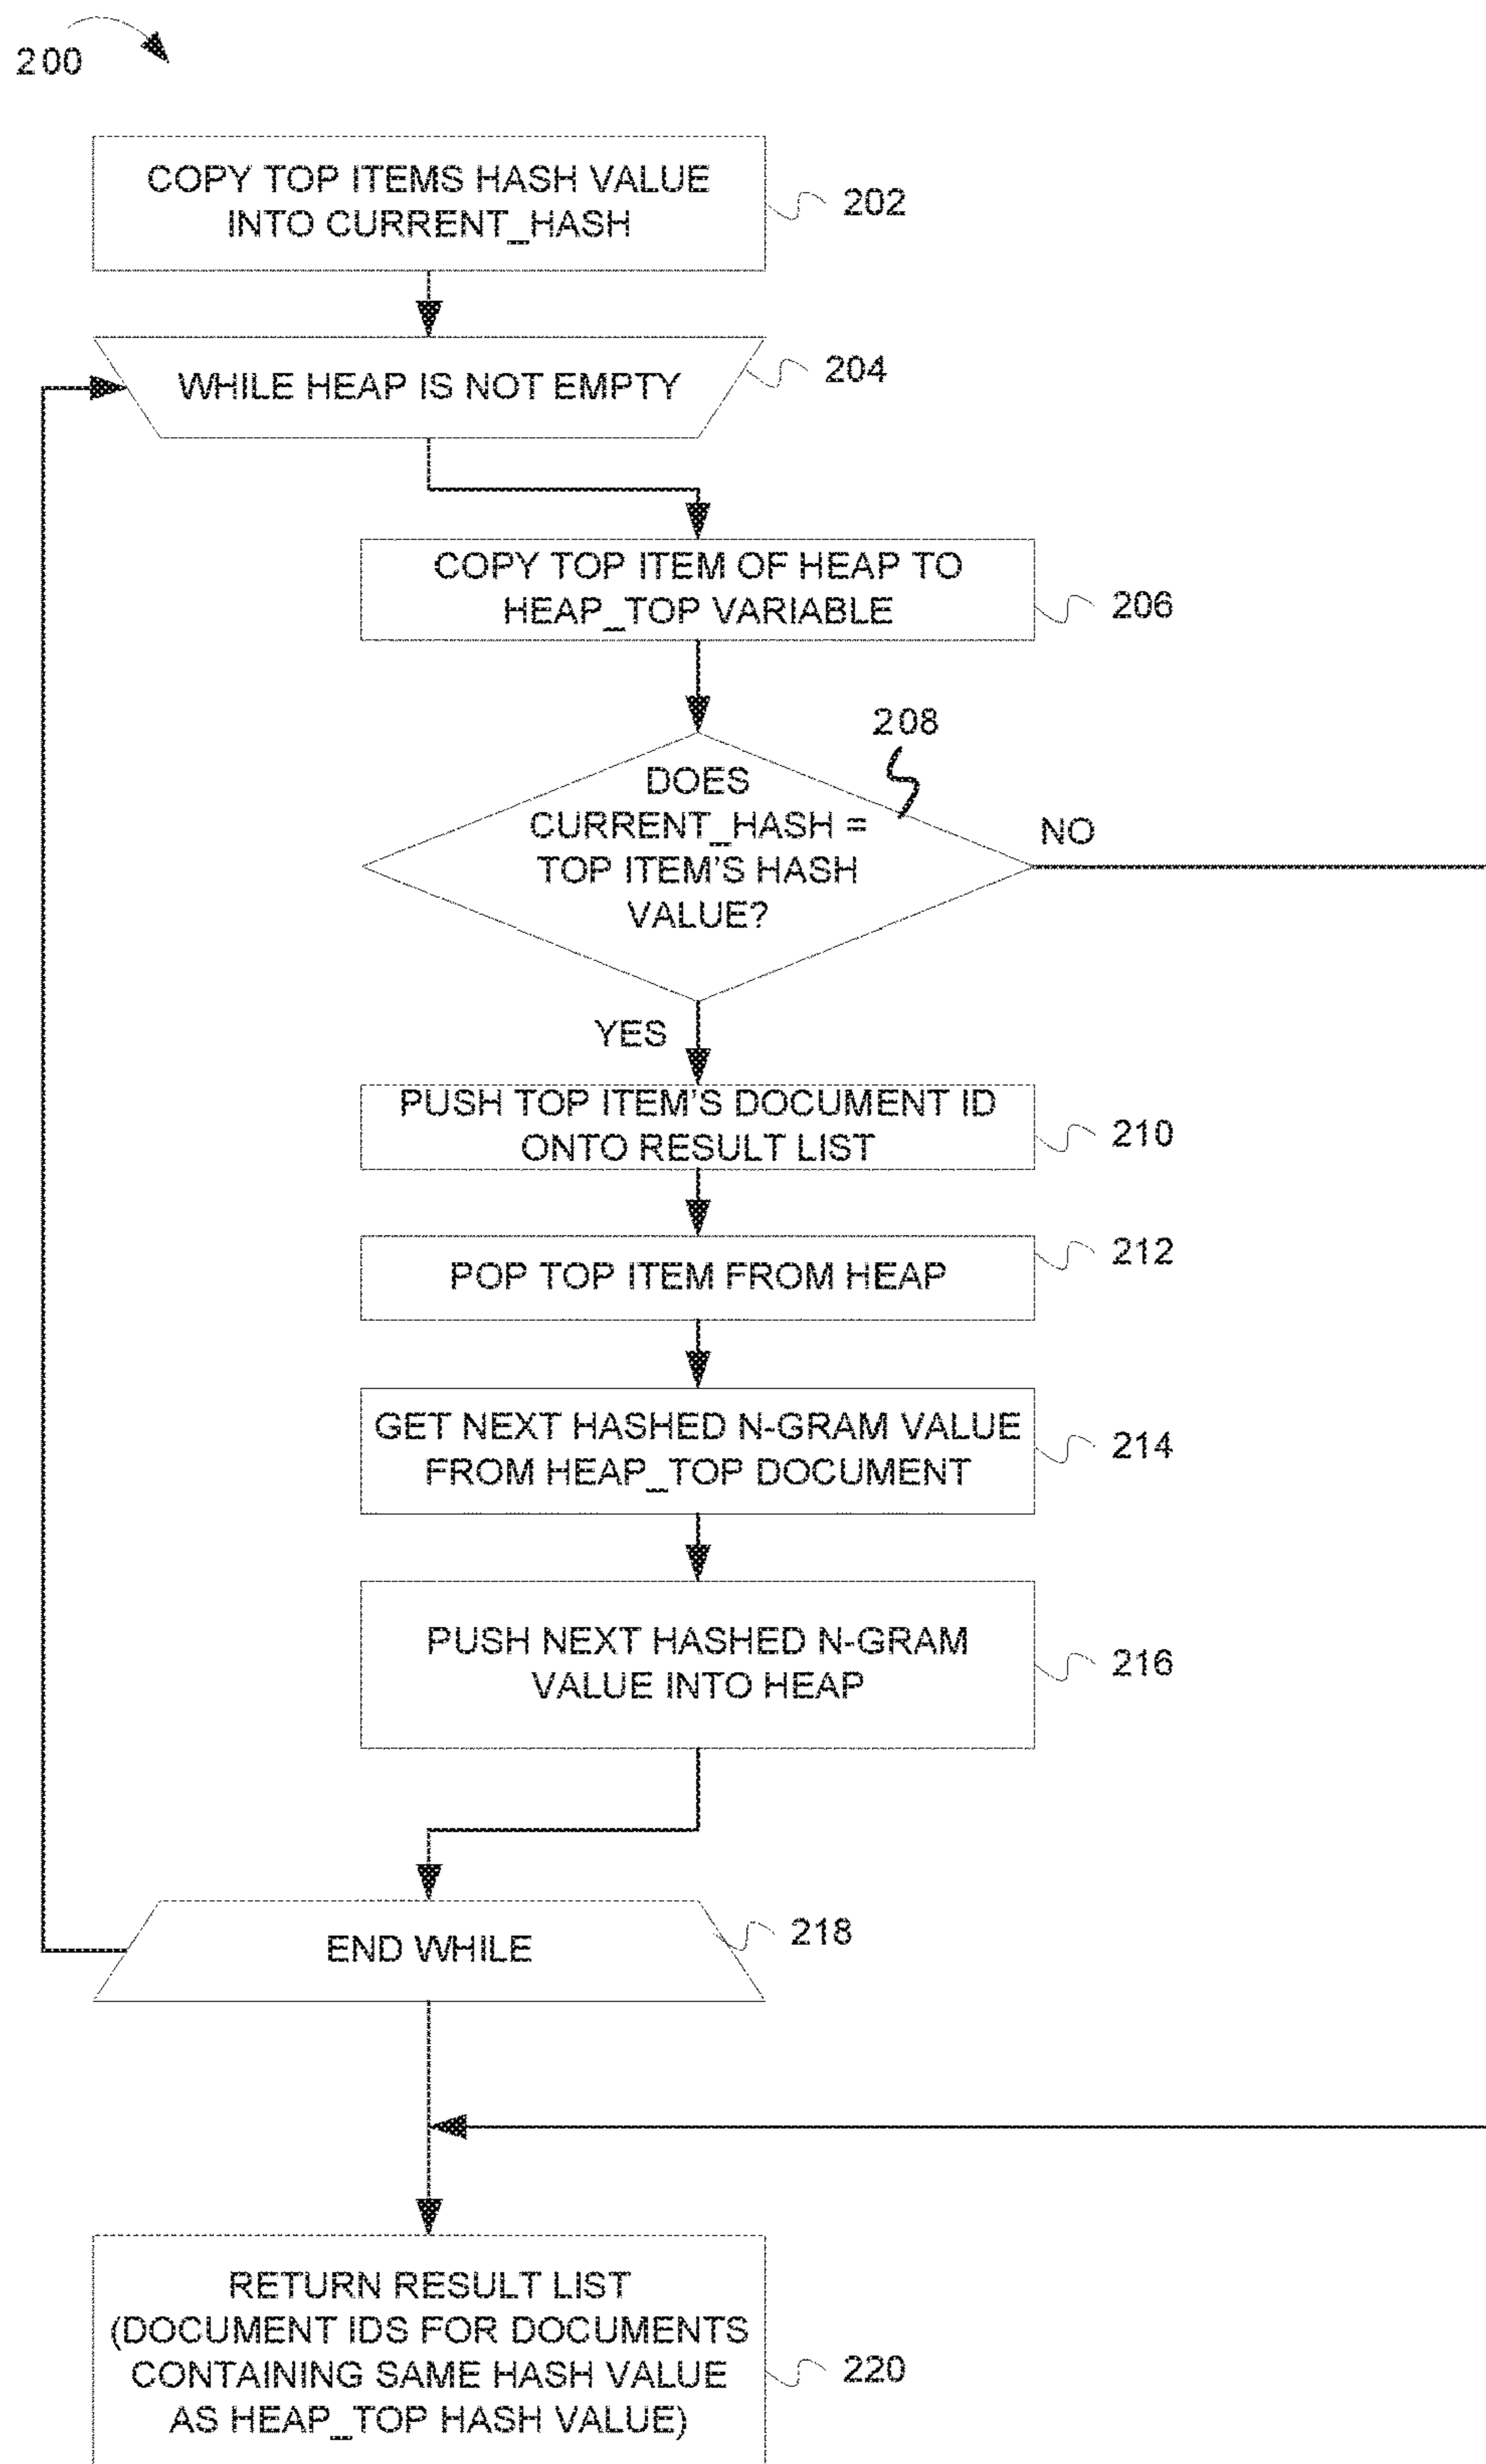 200
COPY TOP ITEMS HASH VALUE
INTO CURRENT_HASH
202
WHILE HEAP IS NOT EMPTY
204
COPY TOP ITEM OF HEAP TO
HEAP_TOP VARIABLE
206
208
DOES
CURRENT_HASH =
TOP ITEM'S HASH
VALUE?
NO
YES
PUSH TOP ITEM'S DOCUMENT ID
ONTO RESULT LIST
210
POP TOP ITEM FROM HEAP
212
GET NEXT HASHED N-GRAM VALUE
FROM HEAP_TOP DOCUMENT
214
PUSH NEXT HASHED N-GRAM
VALUE INTO HEAP
216
END WHILE
218
RETURN RESULT LIST
(DOCUMENT IDS FOR DOCUMENTS
CONTAINING SAME HASH VALUE
AS HEAP_TOP HASH VALUE)
220